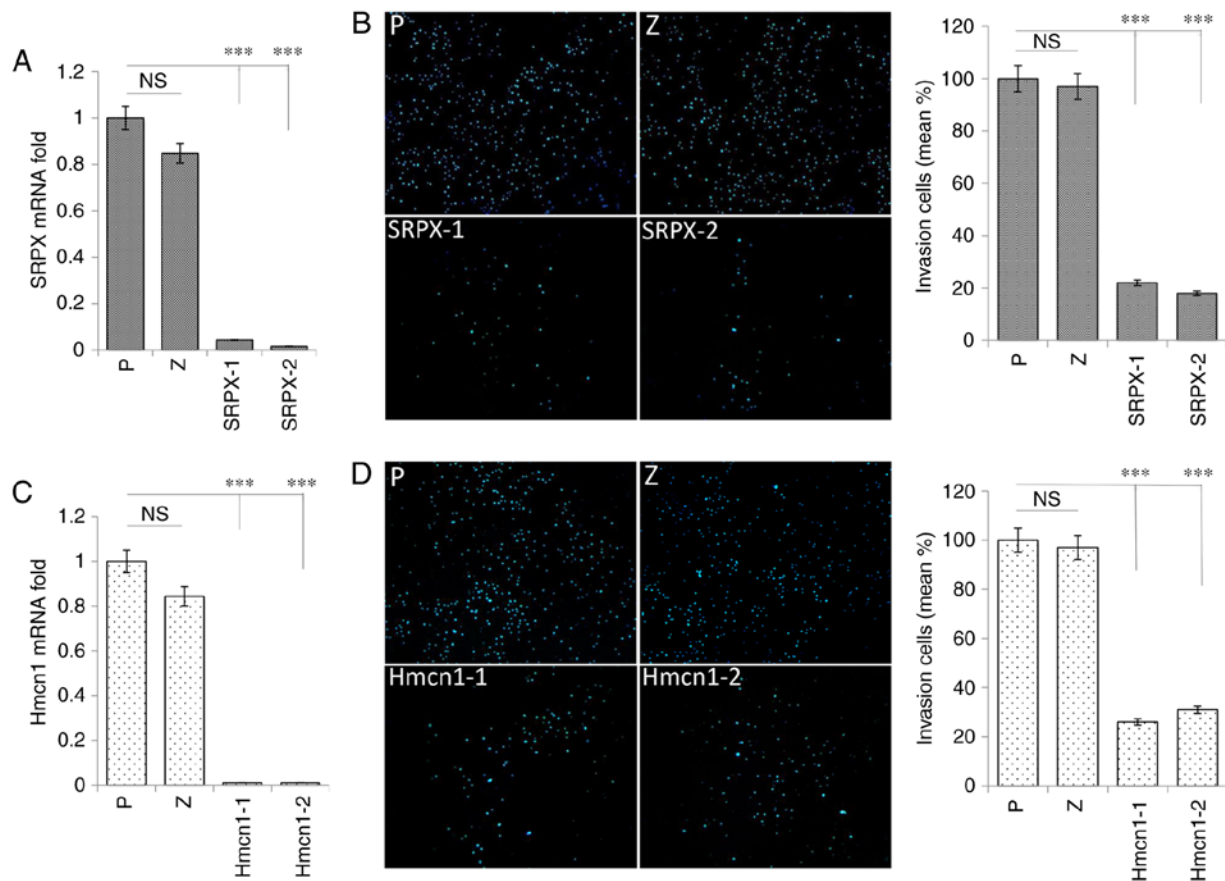 A
SRPX mRNA fold
1.2
1
0.8
0.6
0.4
0.2
0
NS
***
***
P
Z
SRPX-1
SRPX-2
B
P
Z
SRPX-1
SRPX-2
Invasion cells (mean %)
120
100
80
60
40
20
0
NS
***
***
P
Z
SRPX-1
SRPX-2
C
Hmcn1 mRNA fold
1.2
1
0.8
0.6
0.4
0.2
0
NS
***
***
P
Z
Hmcn1-1
Hmcn1-2
D
P
Z
Hmcn1-1
Hmcn1-2
Invasion cells (mean %)
120
100
80
60
40
20
0
NS
***
***
P
Z
Hmcn1-1
Hmcn1-2